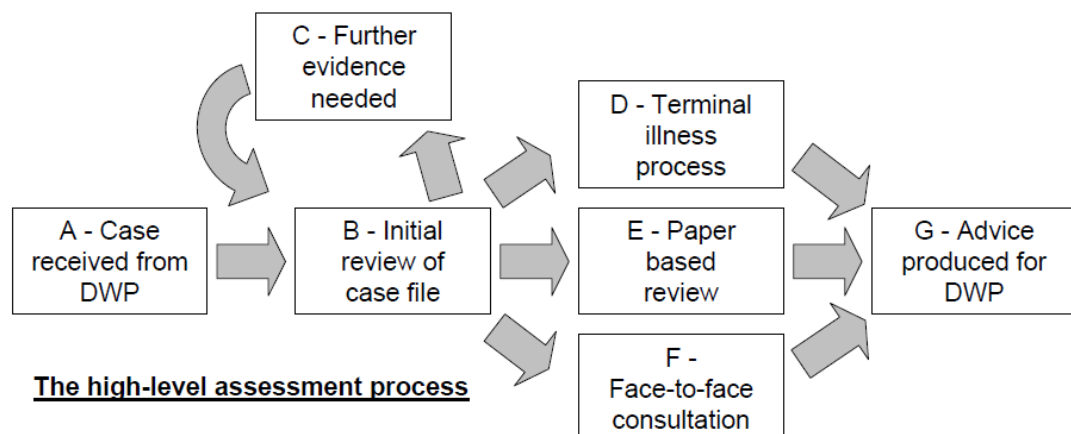 C - Further
evidence
needed
D - Terminal
illness
process
A - Case
received from
DWP
B - Initial
review of
case file
E - Paper
based
review
G - Advice
produced for
DWP
F -
Face-to-face
consultation
The high-level assessment process